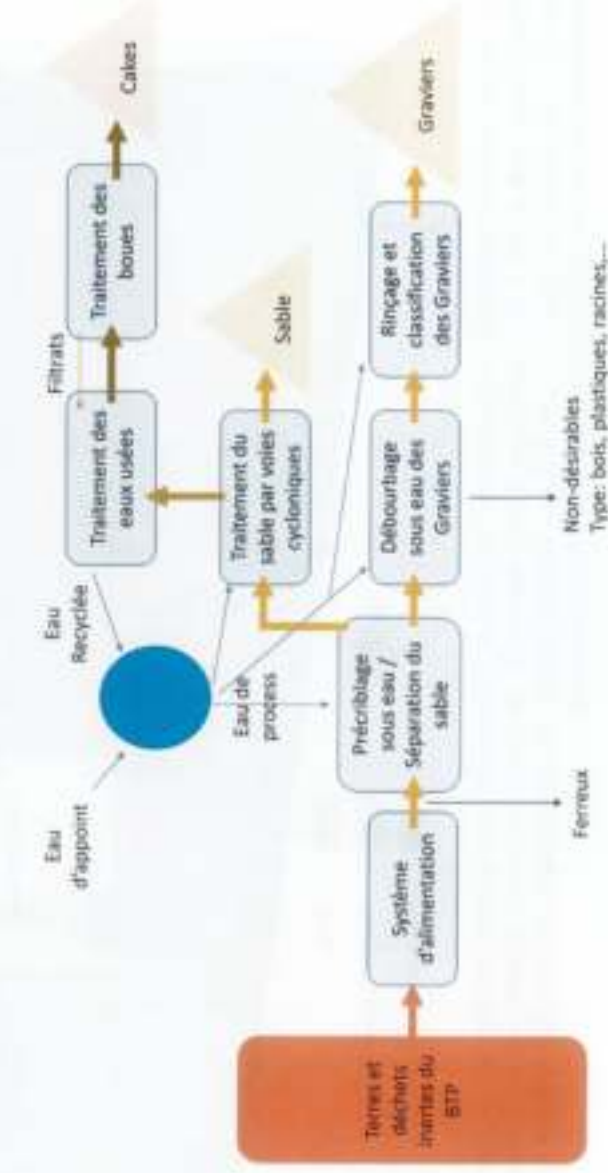 Terres et
déchets
inertes du
BTP
Système
d'alimentation
Ferreux
Précriblage
sous eau /
Séparation du
sable
Débourbage
sous eau des
Graviers
Non-désirables
Type: bois, plastiques, racines,...
Rinçage et
classification
des Graviers
Graviers
Eau
d'appoint
Eau
Recyclée
Eau de
process
Traitement du
sable par voies
cycloniques
Sable
Traitement des
eaux usées
Filtrats
Traitement des
boues
Cakes